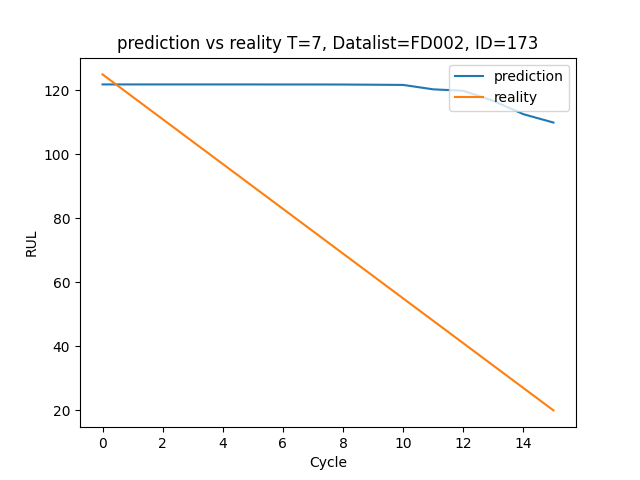 prediction vs reality T=7, Datalist=FD002, ID=173
prediction
reality
RUL
120
100
80
60
40
20
0 2 4 6 8 10 12 14
Cycle